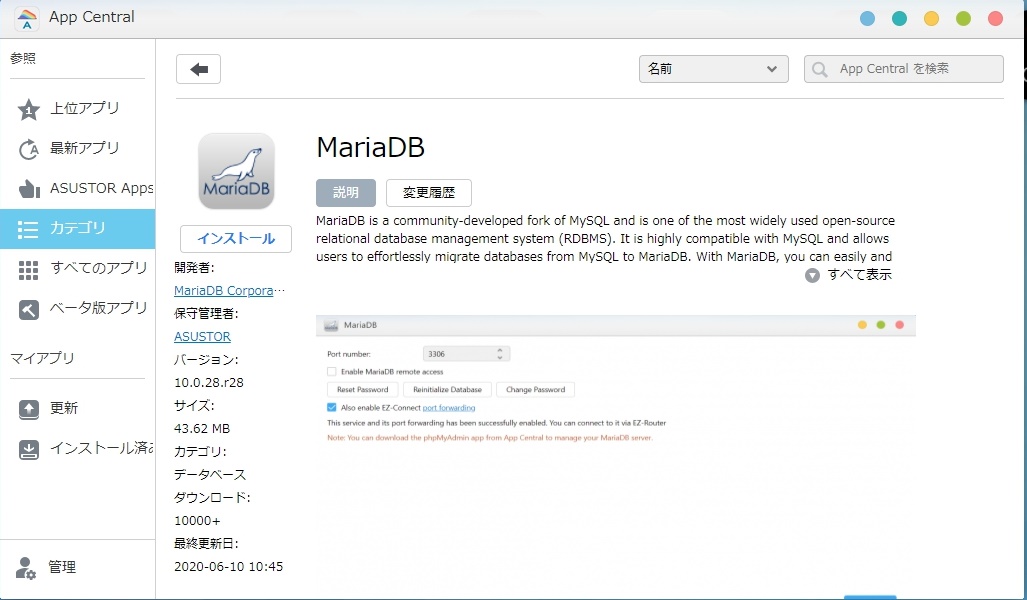 App Central
参照
上位アプリ
最新アプリ
ASUSTOR Apps
カテゴリ
すべてのアプリ
ベータ版アプリ
マイアプリ
更新
インストール済
管理
名前
App Central を検索
MariaDB
インストール
開発者:
MariaDB Corpora…
保守管理者:
ASUSTOR
バージョン:
10.0.28.r28
サイズ:
43.62 MB
カテゴリ:
データベース
ダウンロード:
10000+
最終更新日:
2020-06-10 10:45
MariaDB
説明
変更履歴
MariaDB is a community-developed fork of MySQL and is one of the most widely used open-source
relational database management system (RDBMS). It is highly compatible with MySQL and allows
users to effortlessly migrate databases from MySQL to MariaDB. With MariaDB, you can easily and
すべて表示
MariaDB
Port number: 3306
Enable MariaDB remote access
Reset Password Reinitialize Database Change Password
Also enable EZ-Connect port forwarding
This service and its port forwarding has been successfully enabled. You can connect to it via EZ-Router
Note: You can download the phpMyAdmin app from App Central to manage your MariaDB server.